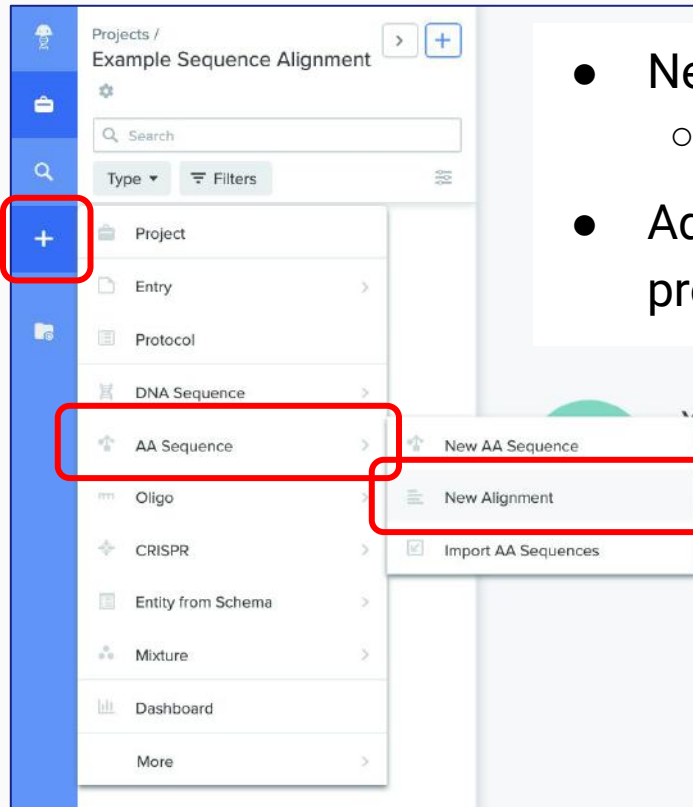 Projects /
Example Sequence Alignment
Search
Type
Filters
Project
Entry
Protocol
DNA Sequence
AA Sequence
Oligo
CRISPR
Entity from Schema
Mixture
Dashboard
More
New AA Sequence
New Alignment
Import AA Sequences